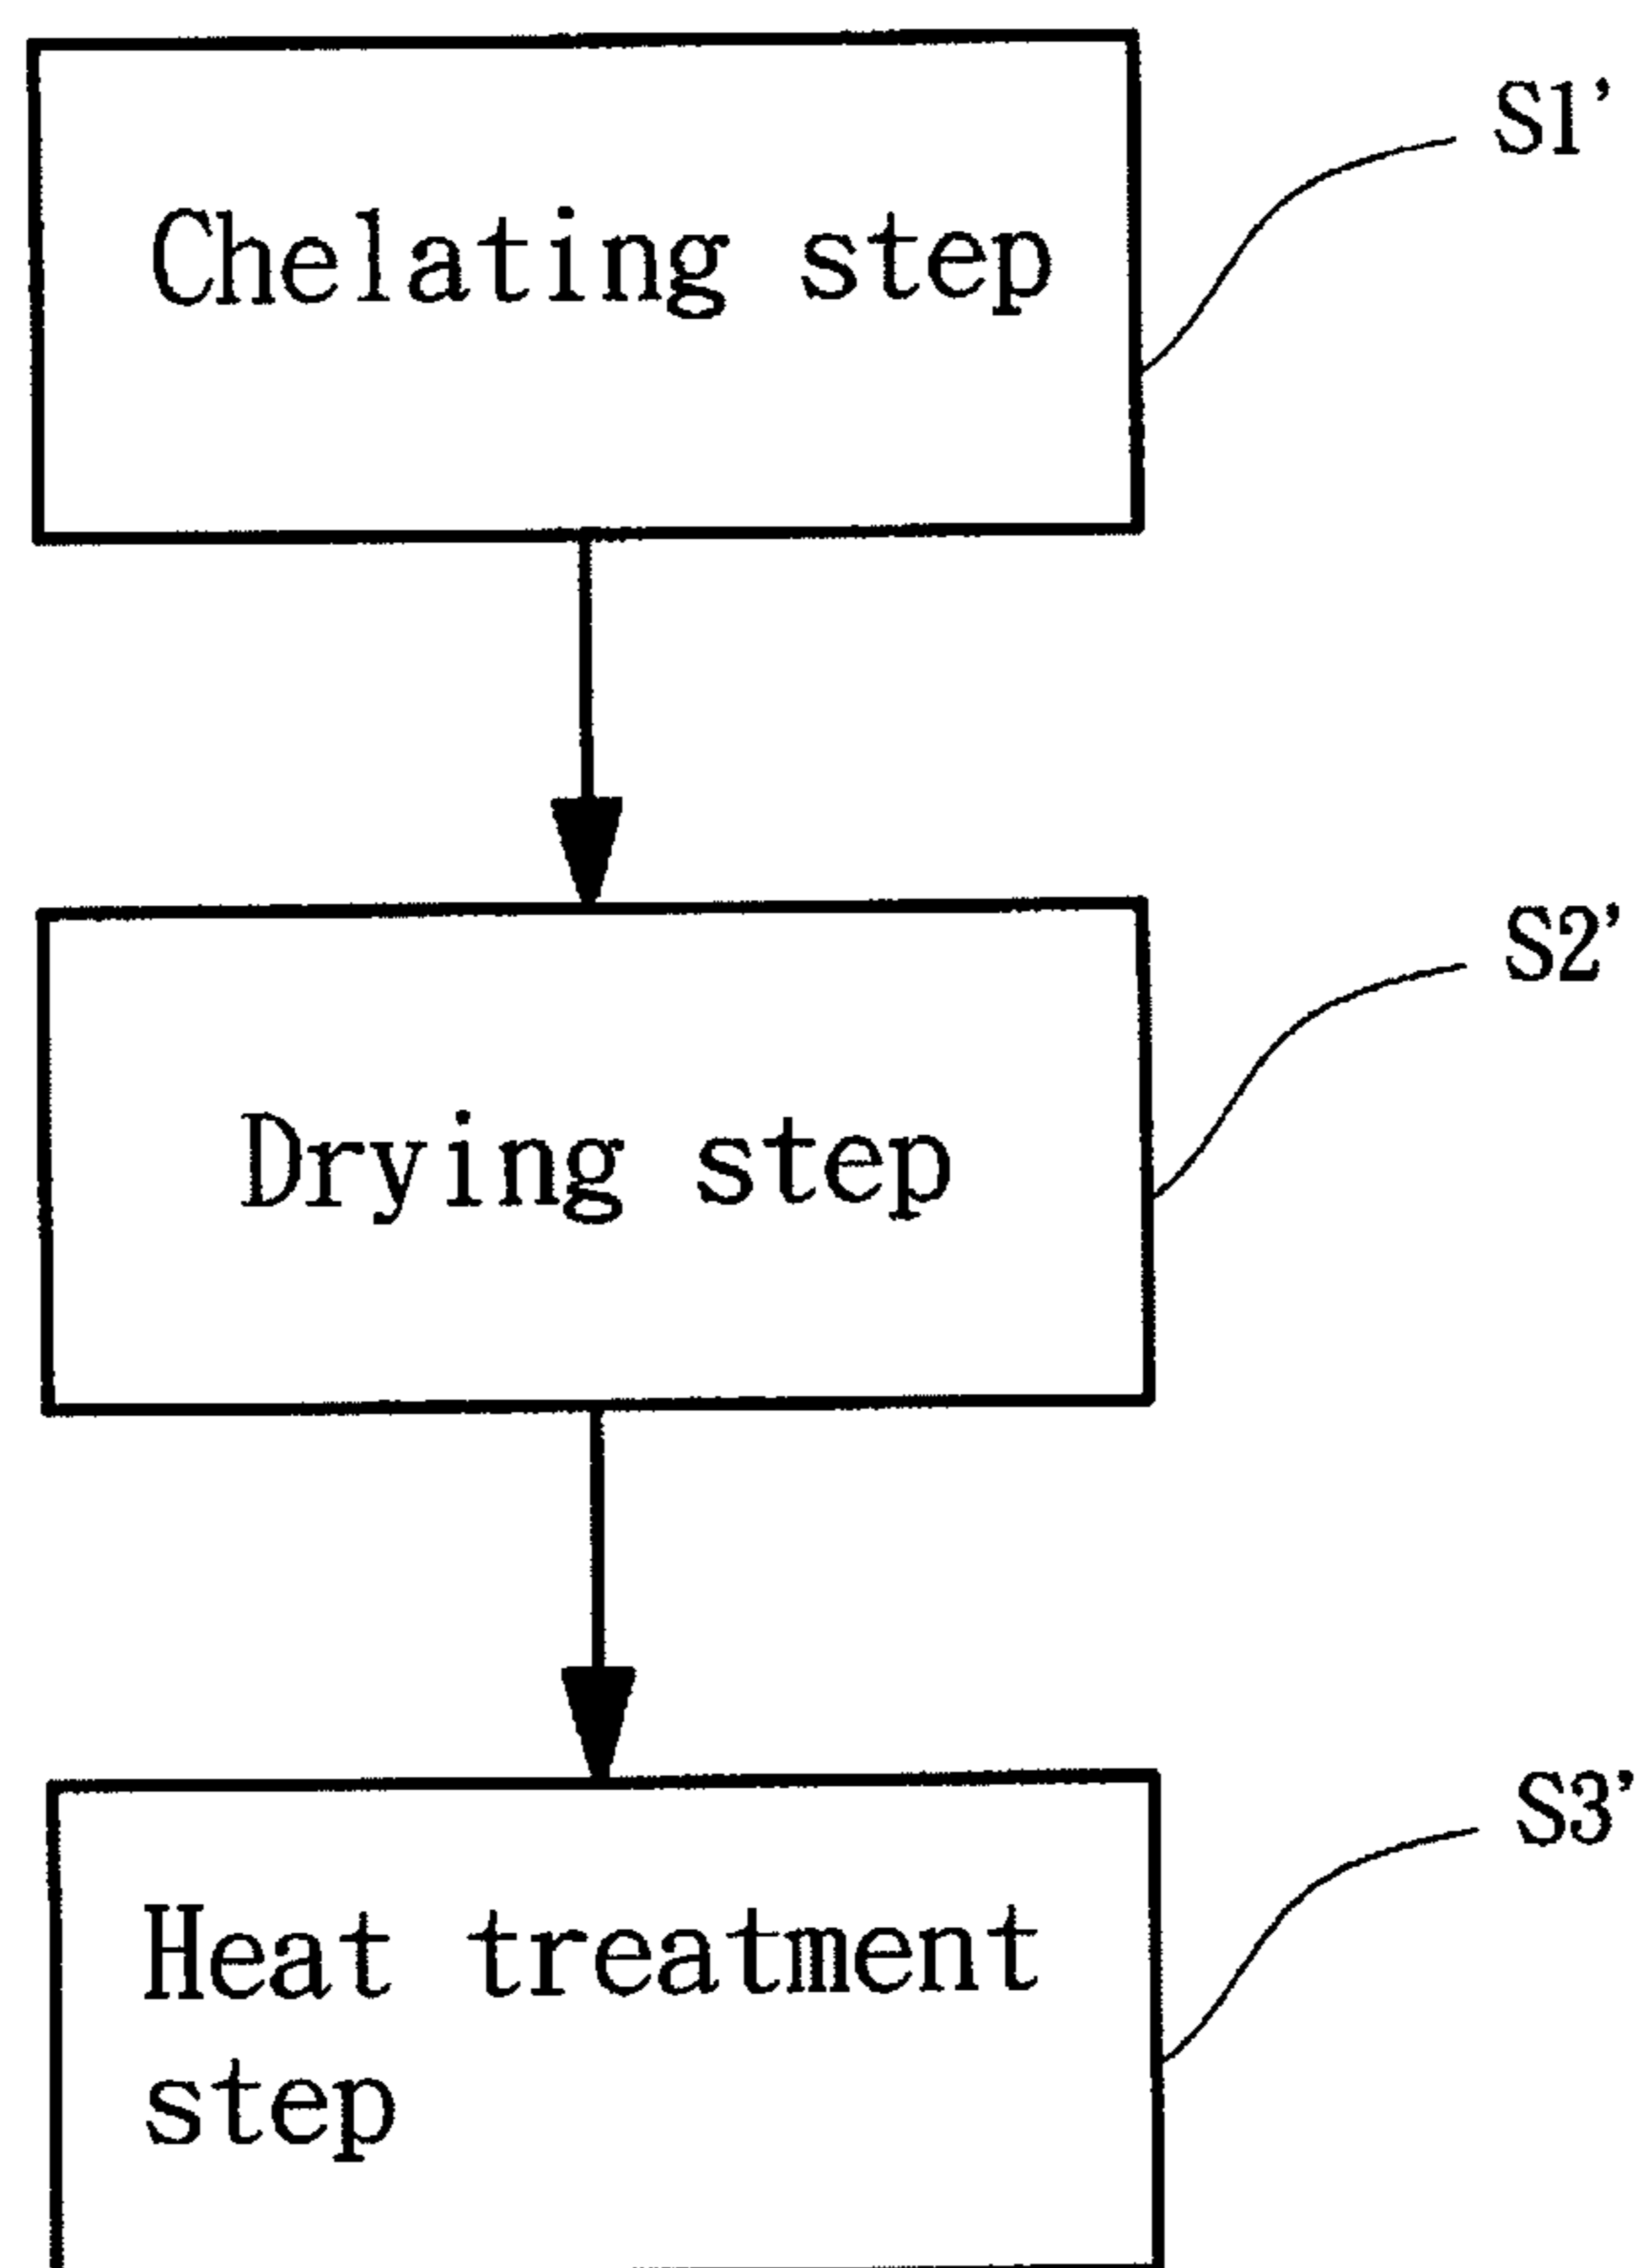 S1'
Chelating step
S2'
Drying step
S3'
Heat treatment
step